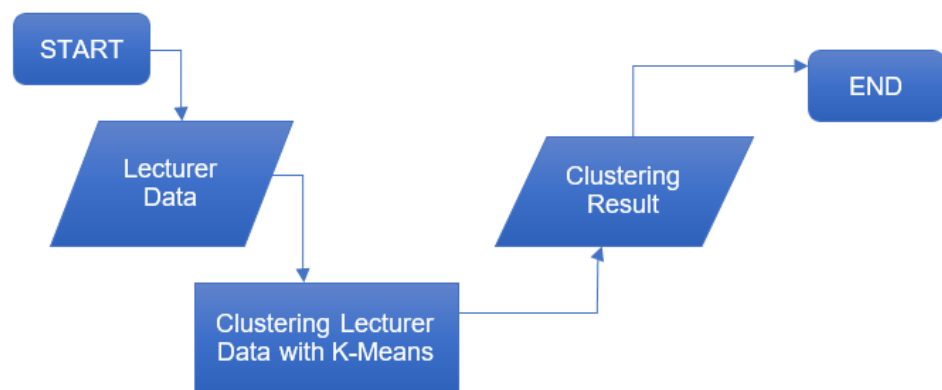 START
Lecturer
Data
Clustering Lecturer
Data with K-Means
Clustering
Result
END